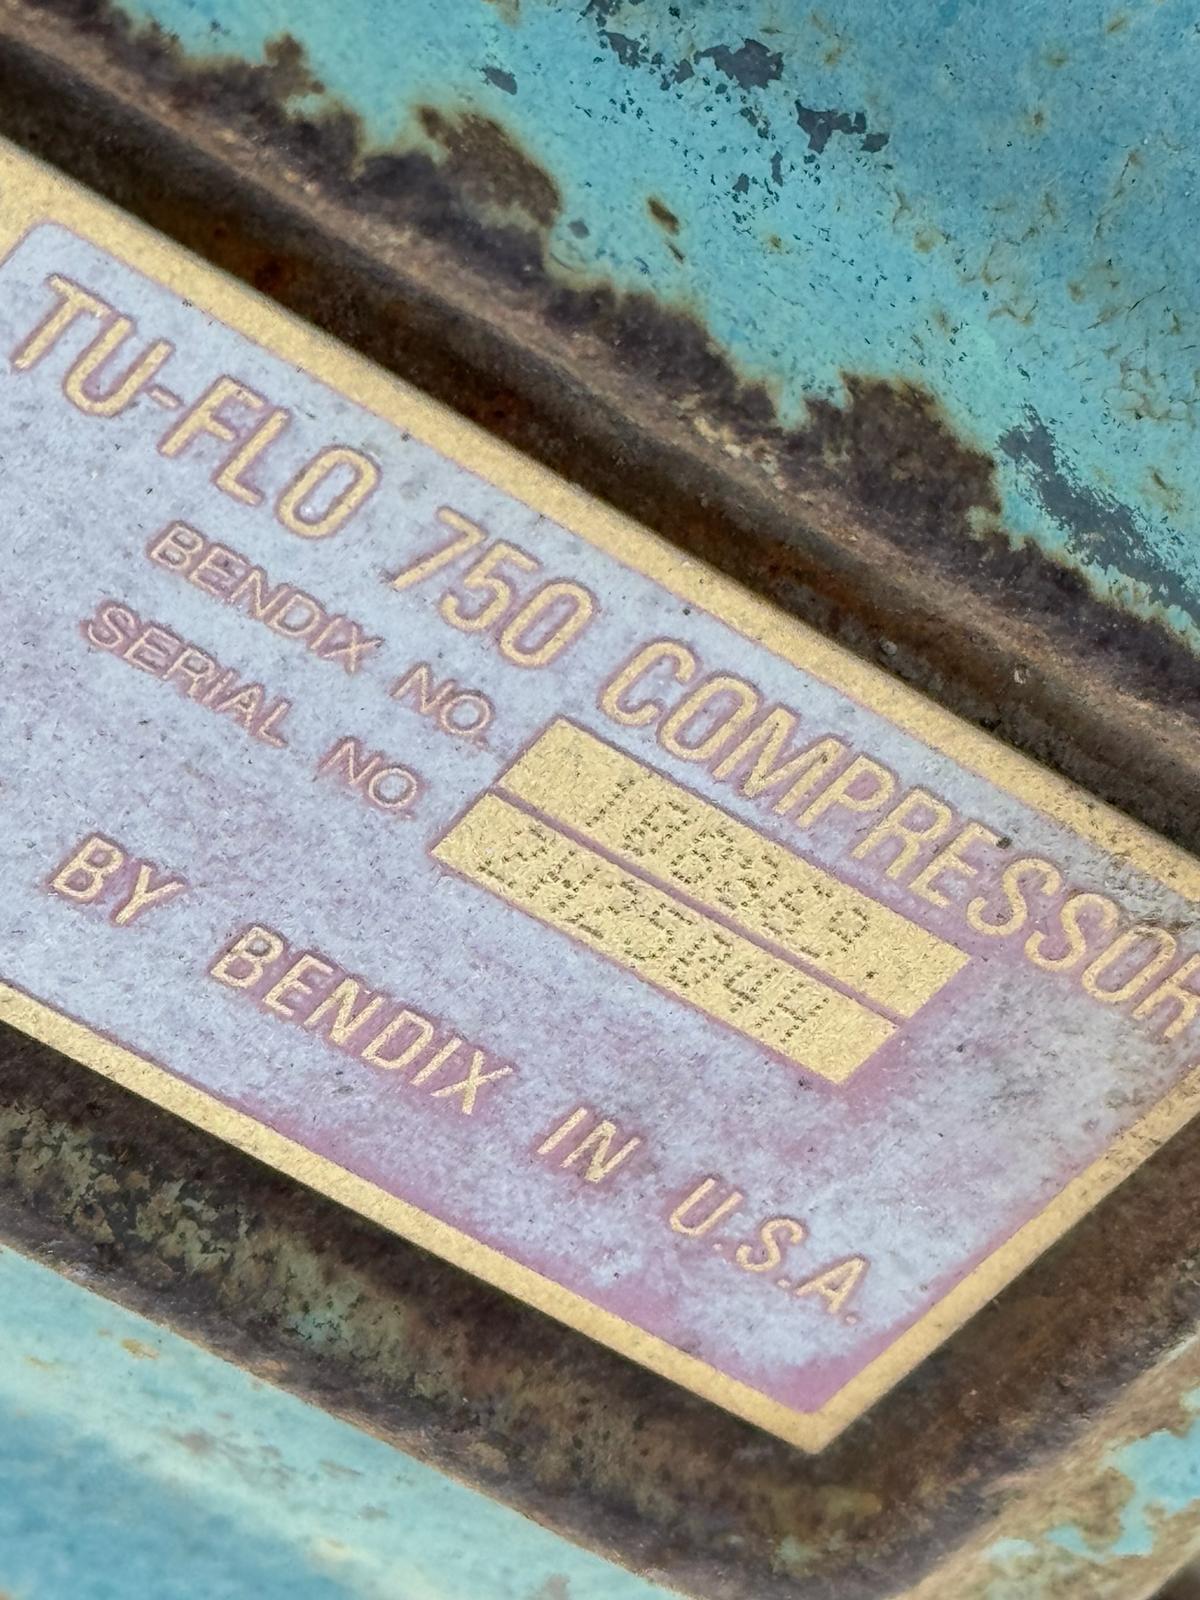 TU-FLO 750 COMPRESSOR
BENDIX NO.
SERIAL NO.
BY BENDIX IN U.S.A.